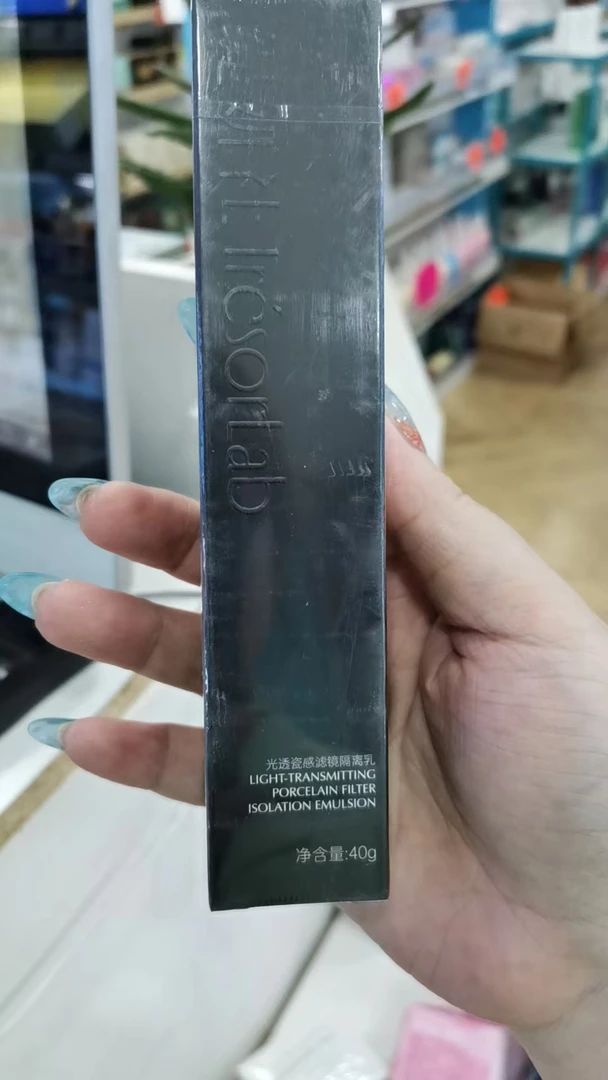 TrésorLab
光透瓷感滤镜隔离乳
LIGHT-TRANSMITTING
PORCELAIN FILTER
ISOLATION EMULSION
净含量:40g